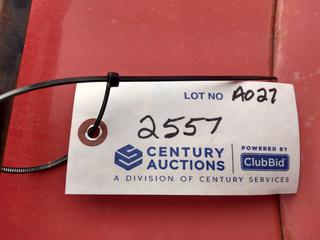 LOT NO A027
2557
CENTURY AUCTIONS
POWERED BY
ClubBid
A DIVISION OF CENTURY SERVICES